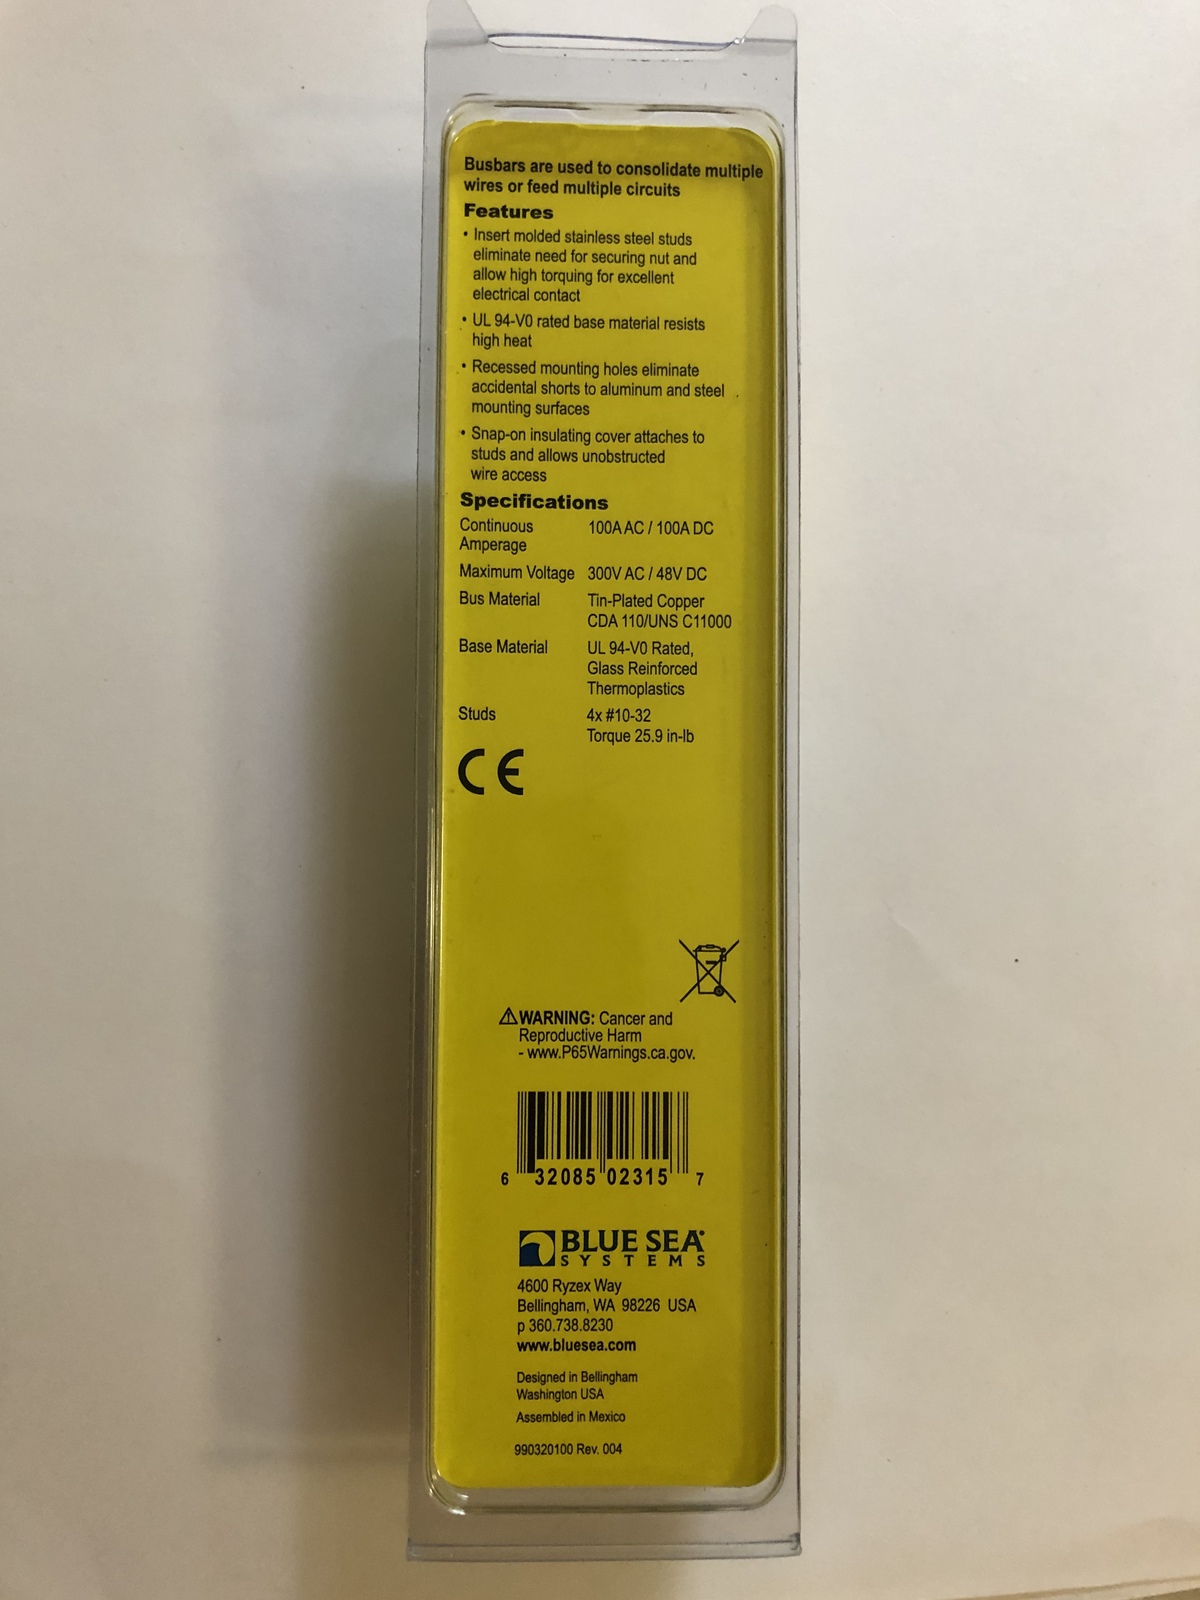 Busbars are used to consolidate multiple
wires or feed multiple circuits
Features
• Insert molded stainless steel studs
eliminate need for securing nut and
allow high torquing for excellent
electrical contact
• UL 94-V0 rated base material resists
high heat
• Recessed mounting holes eliminate
accidental shorts to aluminum and steel
mounting surfaces
• Snap-on insulating cover attaches to
studs and allows unobstructed
wire access
Specifications
Continuous 100A AC / 100A DC
Amperage
Maximum Voltage 300V AC / 48V DC
Bus Material Tin-Plated Copper
CDA 110/UNS C11000
Base Material UL 94-V0 Rated,
Glass Reinforced
Thermoplastics
Studs 4x #10-32
Torque 25.9 in-lb
CE
⚠WARNING: Cancer and
Reproductive Harm
- www.P65Warnings.ca.gov.
6 32085 02315 7
BLUE SEA
SYSTEMS
4600 Ryzex Way
Bellingham, WA 98226 USA
p 360.738.8230
www.bluesea.com
Designed in Bellingham
Washington USA
Assembled in Mexico
990320100 Rev. 004